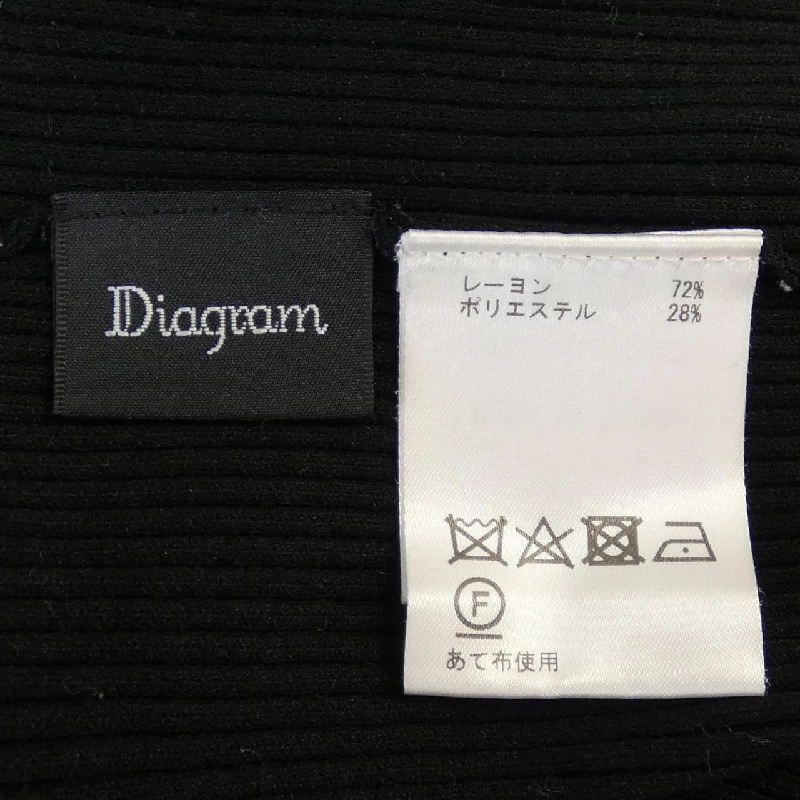 Diagram
レーヨン 72%
ポリエステル 28%
F
あて布使用